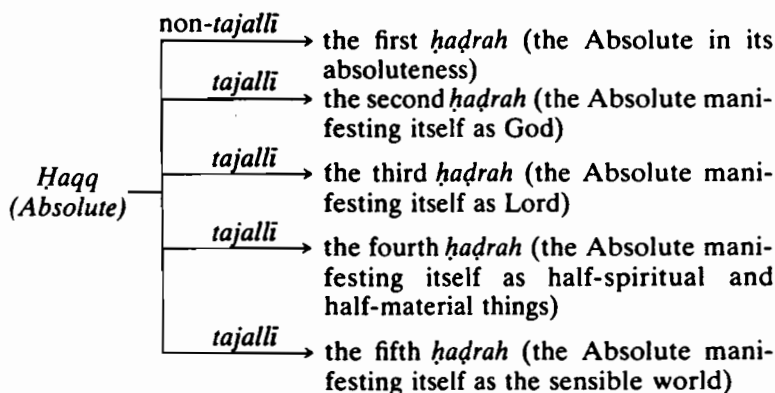 non-tajallī
the first ḥaḍrah (the Absolute in its
absoluteness)
tajallī
the second ḥaḍrah (the Absolute mani-
festing itself as God)
tajallī
the third ḥaḍrah (the Absolute mani-
festing itself as Lord)
Ḥaqq
(Absolute)
tajallī
the fourth ḥaḍrah (the Absolute mani-
festing itself as half-spiritual and
half-material things)
tajallī
the fifth ḥaḍrah (the Absolute mani-
festing itself as the sensible world)